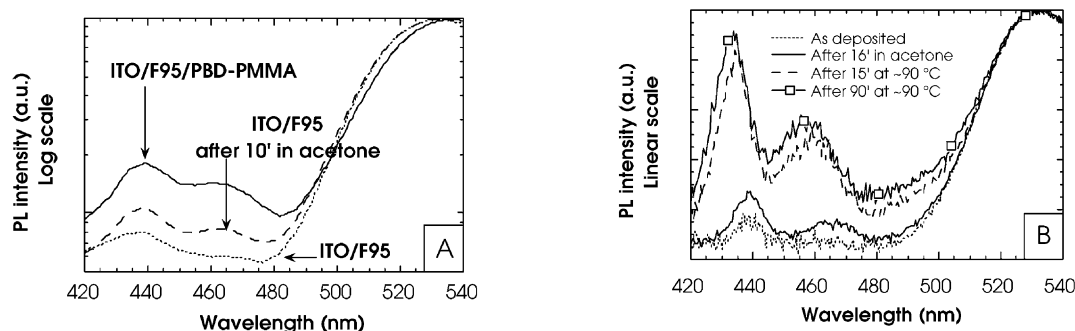 ITO/F95/PBD-PMMA
ITO/F95
after 10' in acetone
ITO/F95
A
PL intensity (a.u.)
Log scale
420 440 460 480 500 520 540
Wavelength (nm)
As deposited
After 16' in acetone
After 15' at ~90 °C
After 90' at ~90 °C
B
PL intensity (a.u.)
Linear scale
420 440 460 480 500 520 540
Wavelength (nm)